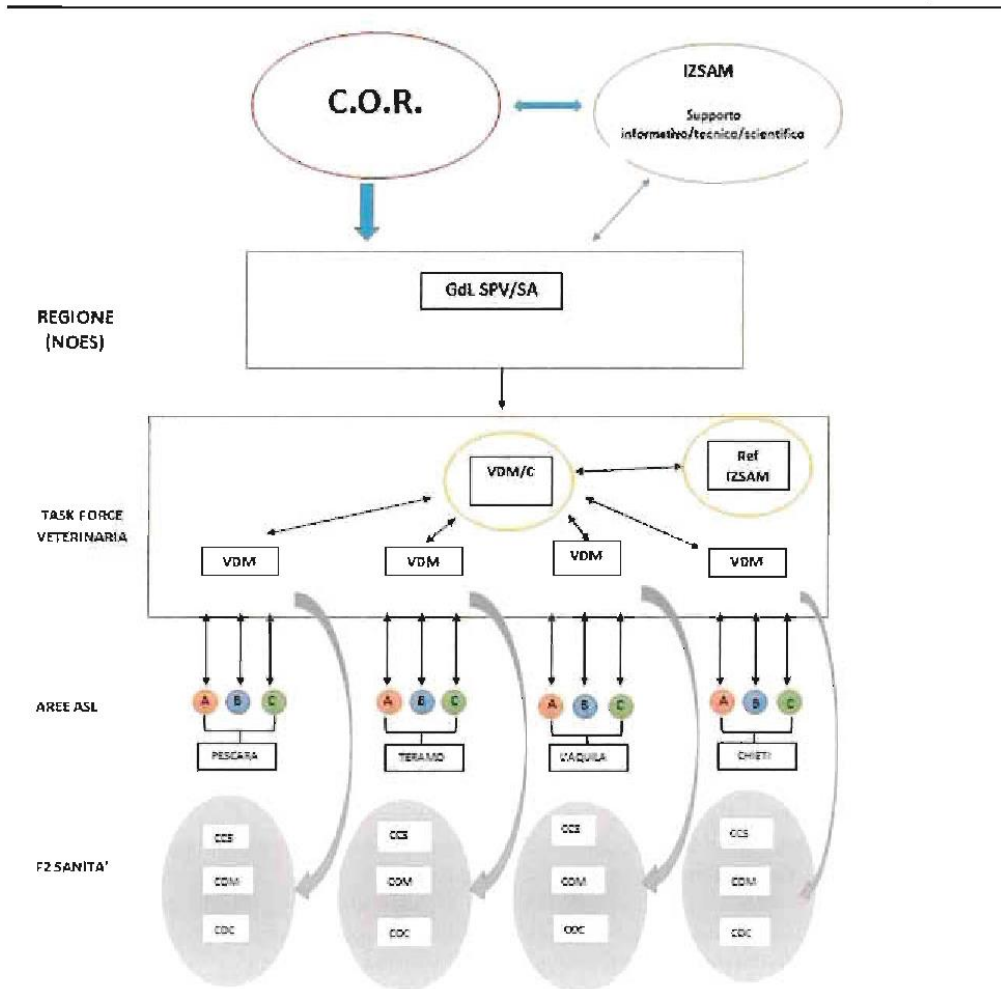 C.O.R.
IZSAM
Supporto
informativo/tecnico/scientifico
GdL SPV/SA
REGIONE
(NOES)
VDM/C
Ref
IZSAM
TASK FORCE
VETERINARIA
VDM
VDM
VDM
VDM
AREE ASL
A B C
A B C
A B C
A B C
PESCARA
TERAMO
L'AQUILA
CHIETI
F2 SANITA'
CCS
CCS
CCS
CCS
COM
COM
COM
COM
COC
COC
COC
COC